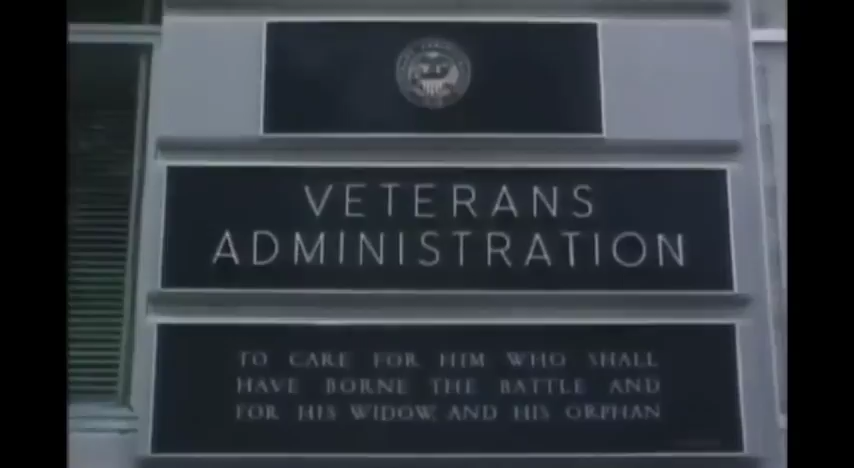 VETERANS
ADMINISTRATION
TO CARE FOR HIM WHO SHALL
HAVE BORNE THE BATTLE AND
FOR HIS WIDOW AND HIS ORPHAN